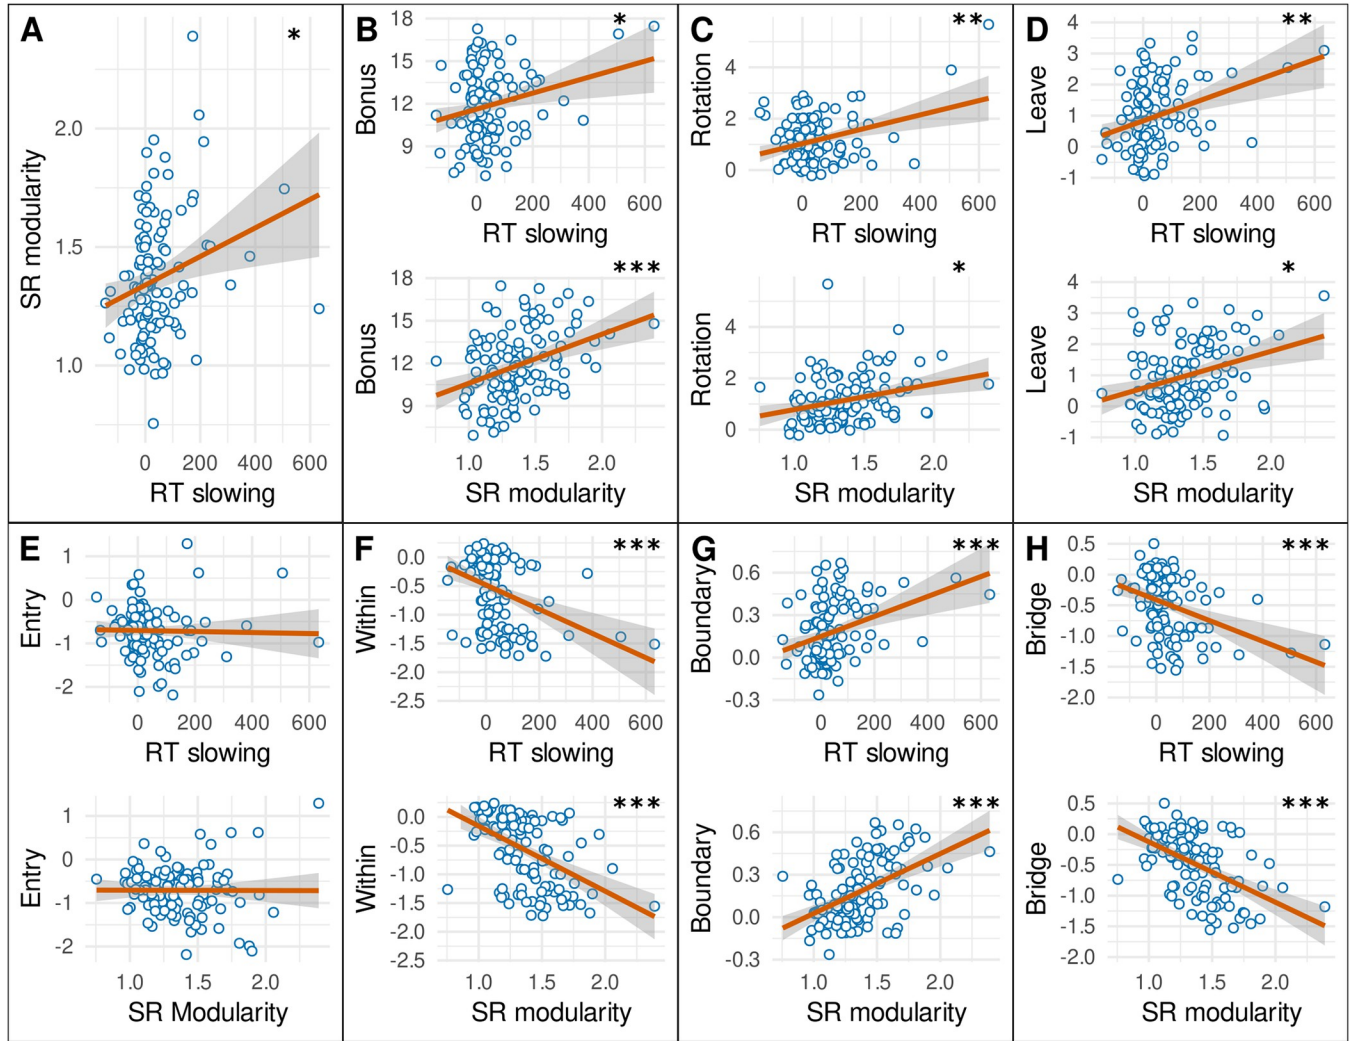 A
*
SR modularity
2.0
1.5
1.0
0 200 400 600
RT slowing
B
*
Bonus
18
15
12
9
0 200 400 600
RT slowing
***
Bonus
18
15
12
9
1.0 1.5 2.0
SR modularity
C
**
Rotation
4
2
0
0 200 400 600
RT slowing
*
Rotation
4
2
0
1.0 1.5 2.0
SR modularity
D
**
Leave
4
3
2
1
0
-1
0 200 400 600
RT slowing
*
Leave
4
3
2
1
0
-1
1.0 1.5 2.0
SR modularity
E
Entry
1
0
-1
-2
0 200 400 600
RT slowing
Entry
1
0
-1
-2
1.0 1.5 2.0
SR Modularity
F
***
Within
0.0
-0.5
-1.0
-1.5
-2.0
-2.5
0 200 400 600
RT slowing
***
Within
0.0
-0.5
-1.0
-1.5
-2.0
-2.5
1.0 1.5 2.0
SR modularity
G
***
Boundary
0.6
0.3
0.0
-0.3
0 200 400 600
RT slowing
***
Boundary
0.6
0.3
0.0
-0.3
1.0 1.5 2.0
SR modularity
H
***
Bridge
0.5
0.0
-0.5
-1.0
-1.5
-2.0
0 200 400 600
RT slowing
***
Bridge
0.5
0.0
-0.5
-1.0
-1.5
-2.0
1.0 1.5 2.0
SR modularity